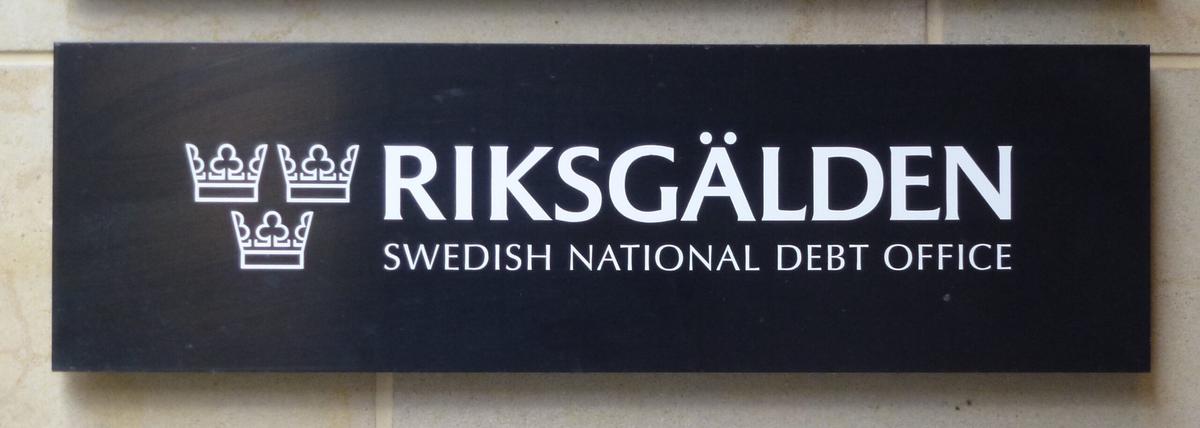 RIKSGÄLDEN
SWEDISH NATIONAL DEBT OFFICE